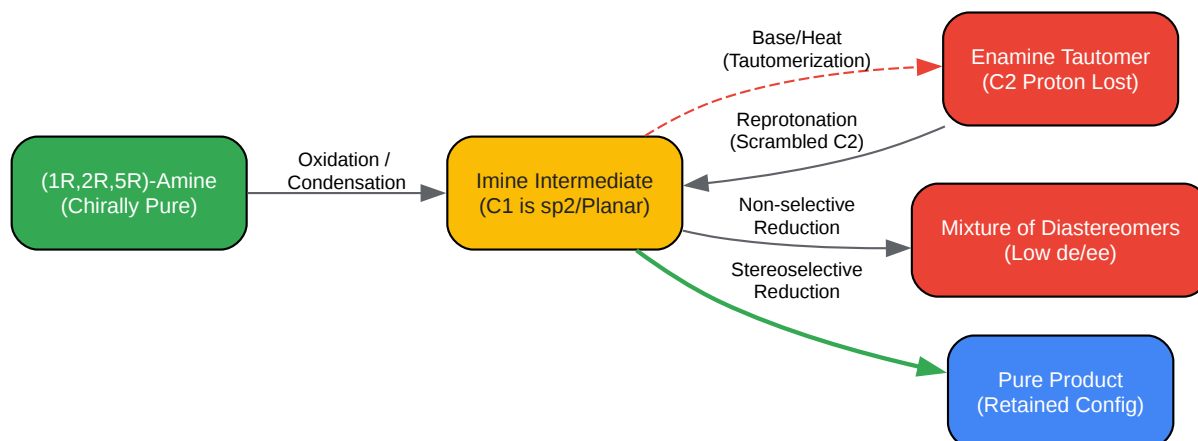 Base/Heat
(Tautomerization)
Enamine Tautomer
(C2 Proton Lost)
Reprotonation
(Scrambled C2)
(1R,2R,5R)-Amine
(Chirally Pure)
Oxidation /
Condensation
Imine Intermediate
(C1 is sp2/Planar)
Non-selective
Reduction
Mixture of Diastereomers
(Low de/ee)
Stereoselective
Reduction
Pure Product
(Retained Config)